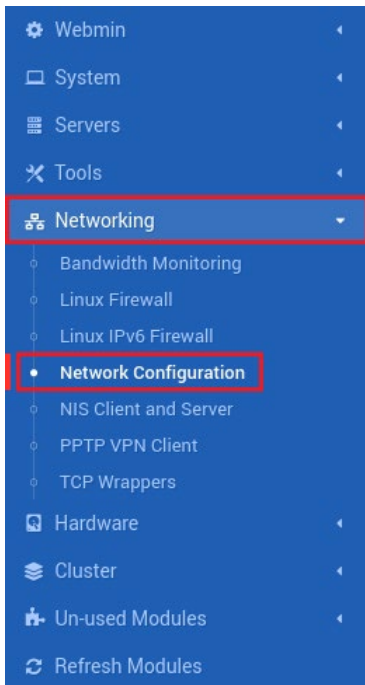 Webmin
System
Servers
Tools
Networking
Bandwidth Monitoring
Linux Firewall
Linux IPv6 Firewall
Network Configuration
NIS Client and Server
PPTP VPN Client
TCP Wrappers
Hardware
Cluster
Un-used Modules
Refresh Modules